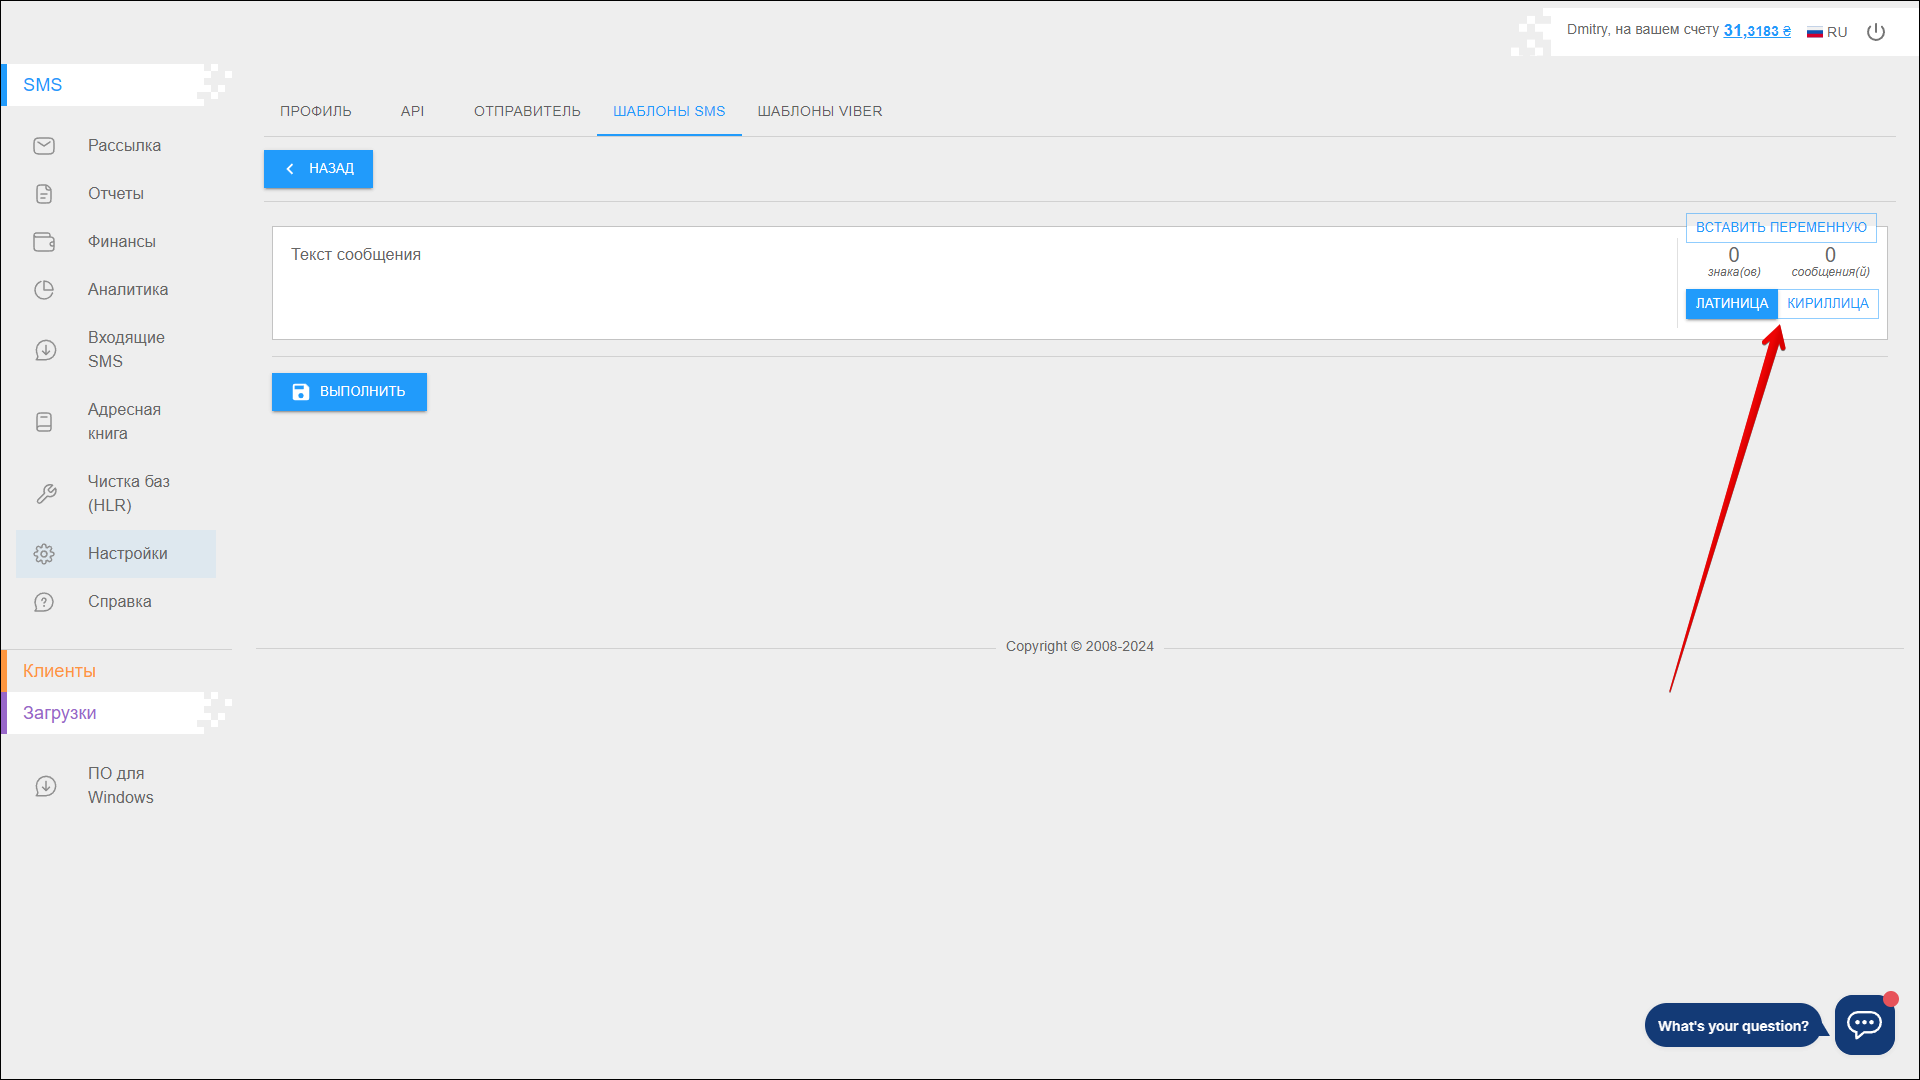 Dmitry, на вашем счету 31,3183 ₴
RU
SMS
ПРОФИЛЬ
API
ОТПРАВИТЕЛЬ
ШАБЛОНЫ SMS
ШАБЛОНЫ VIBER
Рассылка
Отчеты
Финансы
Аналитика
Входящие
SMS
Адресная
книга
Чистка баз
(HLR)
Настройки
Справка
Клиенты
Загрузки
ПО для
Windows
НАЗАД
Текст сообщения
ВСТАВИТЬ ПЕРЕМЕННУЮ
0 0
знака(ов) сообщения(й)
ЛАТИНИЦА КИРИЛЛИЦА
ВЫПОЛНИТЬ
Copyright © 2008-2024
What's your question?